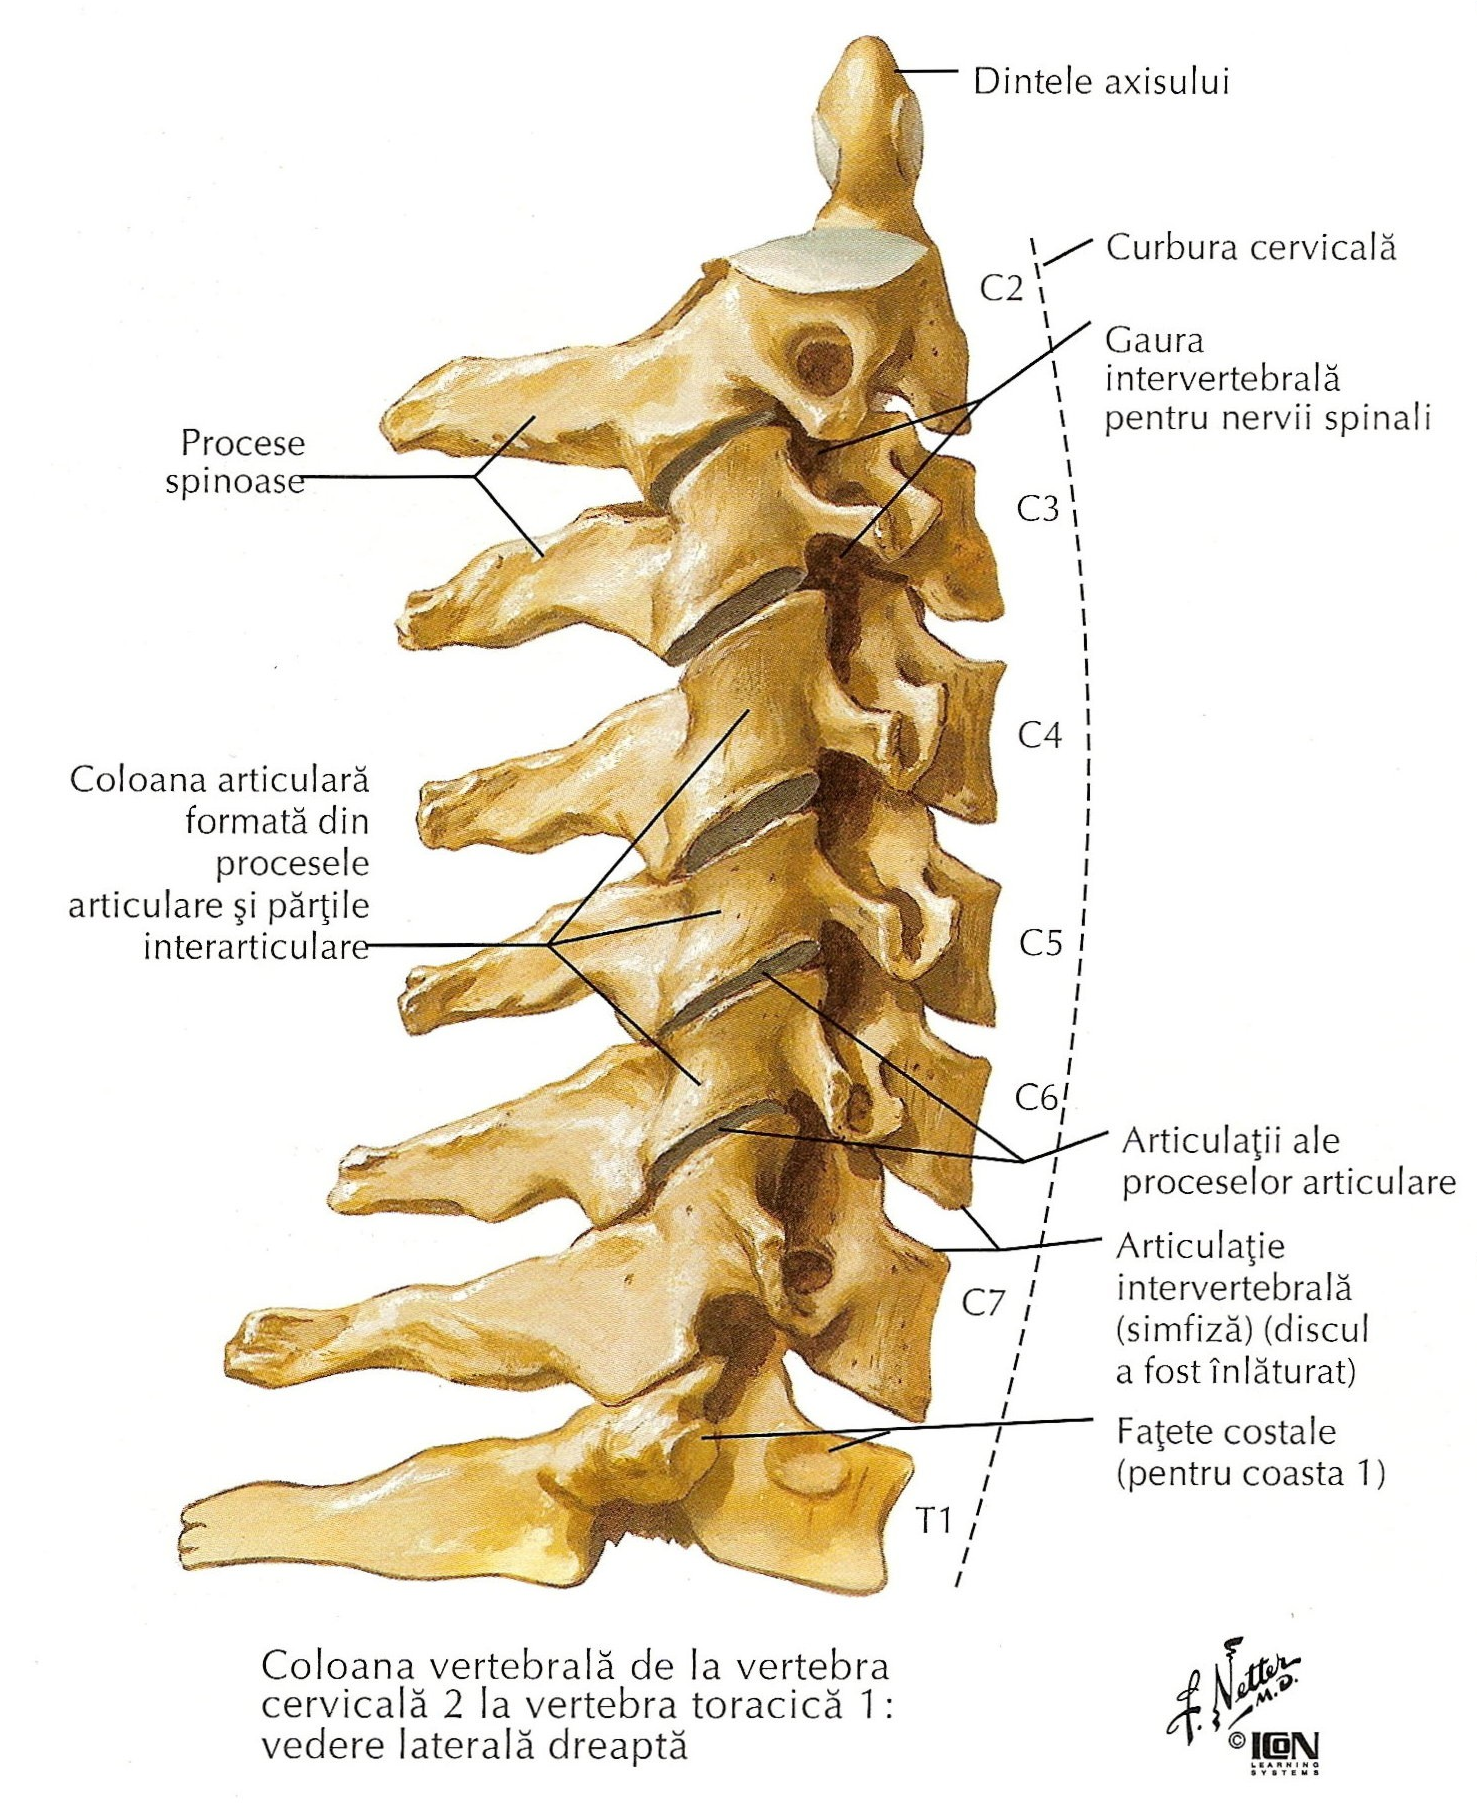 Dintele axisului
Curbura cervicală
C2
Gaura
intervertebrală
pentru nervii spinali
Procese
spinoase
C3
C4
Coloana articulară
formată din
procesele
articulare şi părţile
interarticulare
C5
C6
Articulaţii ale
proceselor articulare
Articulaţie
intervertebrală
(simfiză) (discul
a fost înlăturat)
C7
Faţete costale
(pentru coasta 1)
T1
Coloana vertebrală de la vertebra
cervicală 2 la vertebra toracică 1:
vedere laterală dreaptă
F. Netter
M.D.
© ICON
LEARNING
SYSTEMS